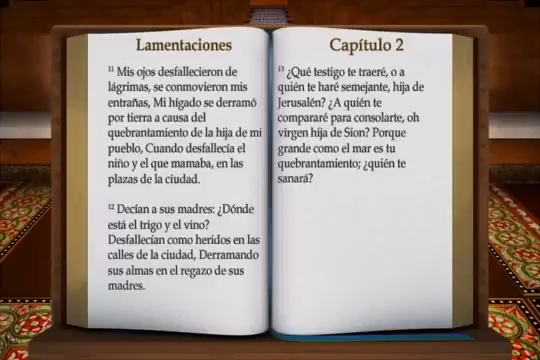 Lamentaciones
11 Mis ojos desfallecieron de
lágrimas, se conmovieron mis
entrañas, Mi hígado se derramó
por tierra a causa del
quebrantamiento de la hija de mi
pueblo, Cuando desfallecía el
niño y el que mamaba, en las
plazas de la ciudad.
12 Decían a sus madres: ¿Dónde
está el trigo y el vino?
Desfallecían como heridos en las
calles de la ciudad, Derramando
sus almas en el regazo de sus
madres.
Capítulo 2
13 ¿Qué testigo te traeré, o a
quién te haré semejante, hija de
Jerusalén? ¿A quién te
compararé para consolarte, oh
virgen hija de Sion? Porque
grande como el mar es tu
quebrantamiento; ¿quién te
sanará?